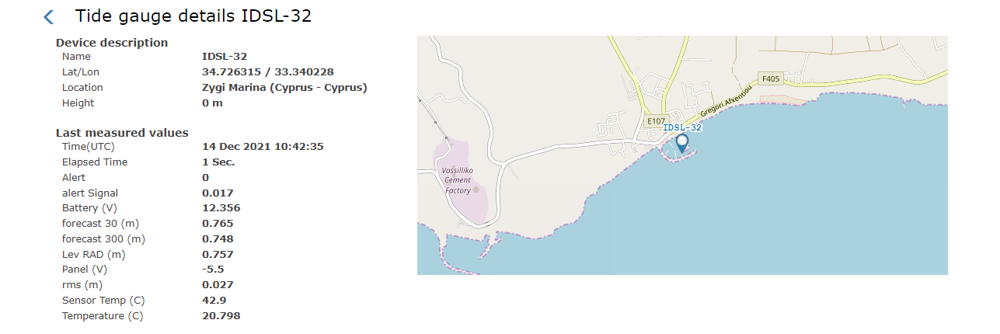 Tide gauge details IDSL-32
Device description
Name IDSL-32
Lat/Lon 34.726315 / 33.340228
Location Zygi Marina (Cyprus - Cyprus)
Height 0 m
Last measured values
Time(UTC) 14 Dec 2021 10:42:35
Elapsed Time 1 Sec.
Alert 0
alert Signal 0.017
Battery (V) 12.356
forecast 30 (m) 0.765
forecast 300 (m) 0.748
Lev RAD (m) 0.757
Panel (V) -5.5
rms (m) 0.027
Sensor Temp (C) 42.9
Temperature (C) 20.798
F405
Gregori Afxentiou
E107
IDSL-32
Vassilliko
Cement
Factory